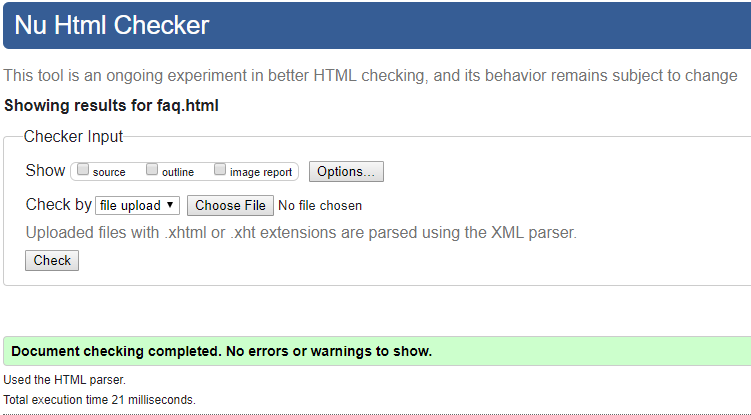 Nu Html Checker
This tool is an ongoing experiment in better HTML checking, and its behavior remains subject to change
Showing results for faq.html
Checker Input
Show source outline image report Options...
Check by file upload Choose File No file chosen
Uploaded files with .xhtml or .xht extensions are parsed using the XML parser.
Check
Document checking completed. No errors or warnings to show.
Used the HTML parser.
Total execution time 21 milliseconds.